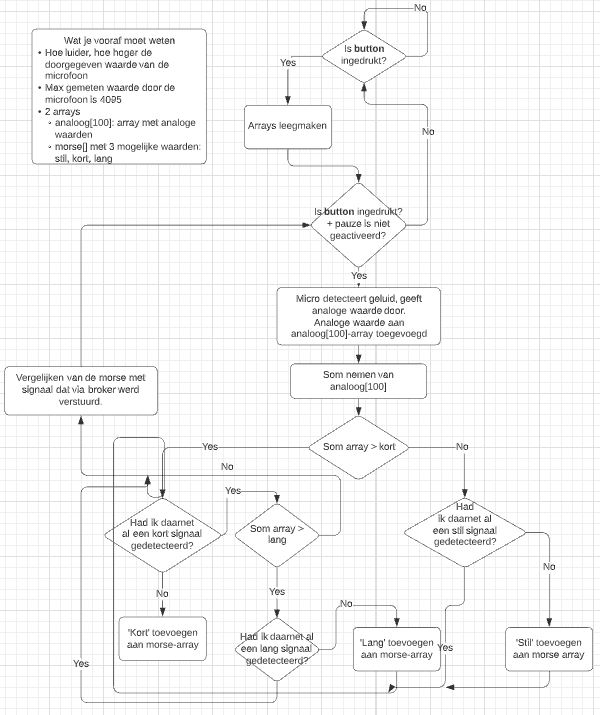 Wat je vooraf moet weten
• Hoe luider, hoe hoger de
doorgegeven waarde van de
microfoon
• Max gemeten waarde door de
microfoon is 4095
• 2 arrays
◦ analoog[100]: array met analoge
waarden
◦ morse[] met 3 mogelijke waarden:
stil, kort, lang
No
Is button
ingedrukt?
Yes
Arrays leegmaken
No
Is button ingedrukt?
+ pauze is niet
geactiveerd?
Yes
Micro detecteert geluid, geeft
analoge waarde door.
Analoge waarde aan
analoog[100]-array toegevoegd
Som nemen van
analoog[100]
Vergelijken van de morse met
signaal dat via broker werd
verstuurd.
Yes
Som array > kort
No
No
Yes
Had ik daarnet
al een kort signaal
gedetecteerd?
Som array >
lang
Had
ik daarnet al
een stil signaal
gedetecteerd?
No
Yes
No
'Kort' toevoegen
aan morse-array
No
Had ik daarnet al
een lang signaal
gedetecteerd?
'Lang' toevoegen
aan morse-array
Yes
'Stil' toevoegen
aan morse array
Yes